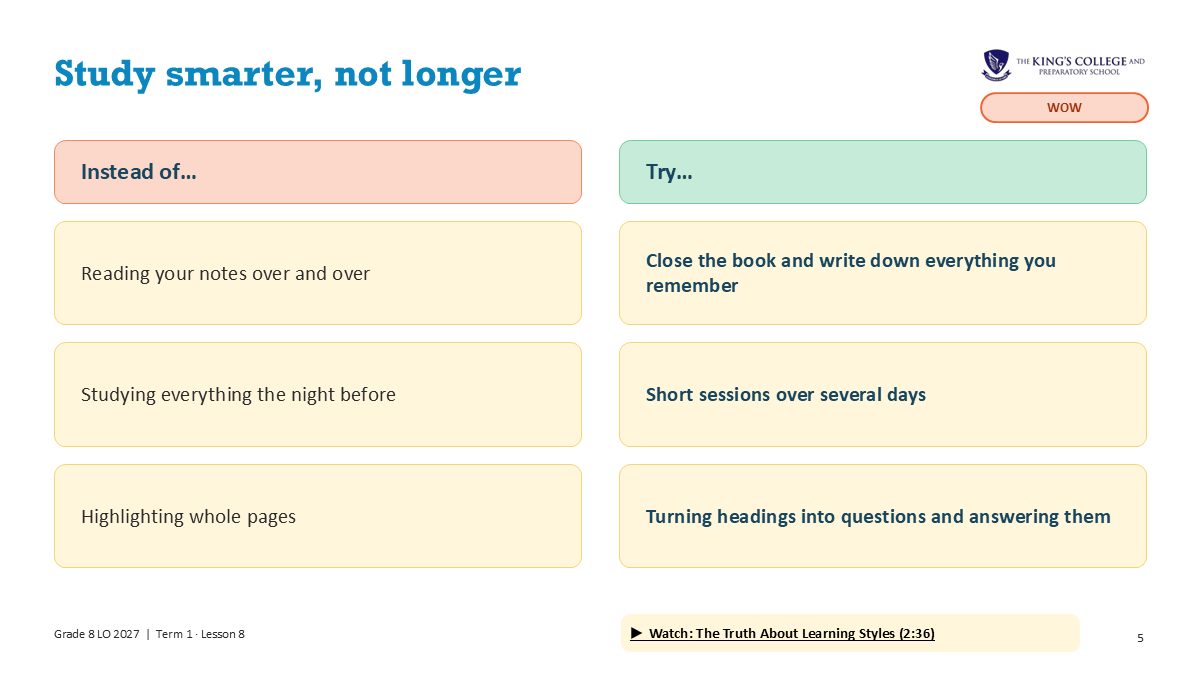 Study smarter, not longer
THE KING'S COLLEGE AND
PREPARATORY SCHOOL
WOW
Instead of...
Try...
Reading your notes over and over
Close the book and write down everything you
remember
Studying everything the night before
Short sessions over several days
Highlighting whole pages
Turning headings into questions and answering them
Grade 8 LO 2027 | Term 1 · Lesson 8
▶ Watch: The Truth About Learning Styles (2:36)
5